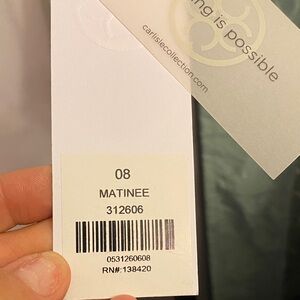 ng is possible
carlislecollection.com
08
MATINEE
312606
0531260608
RN#:138420